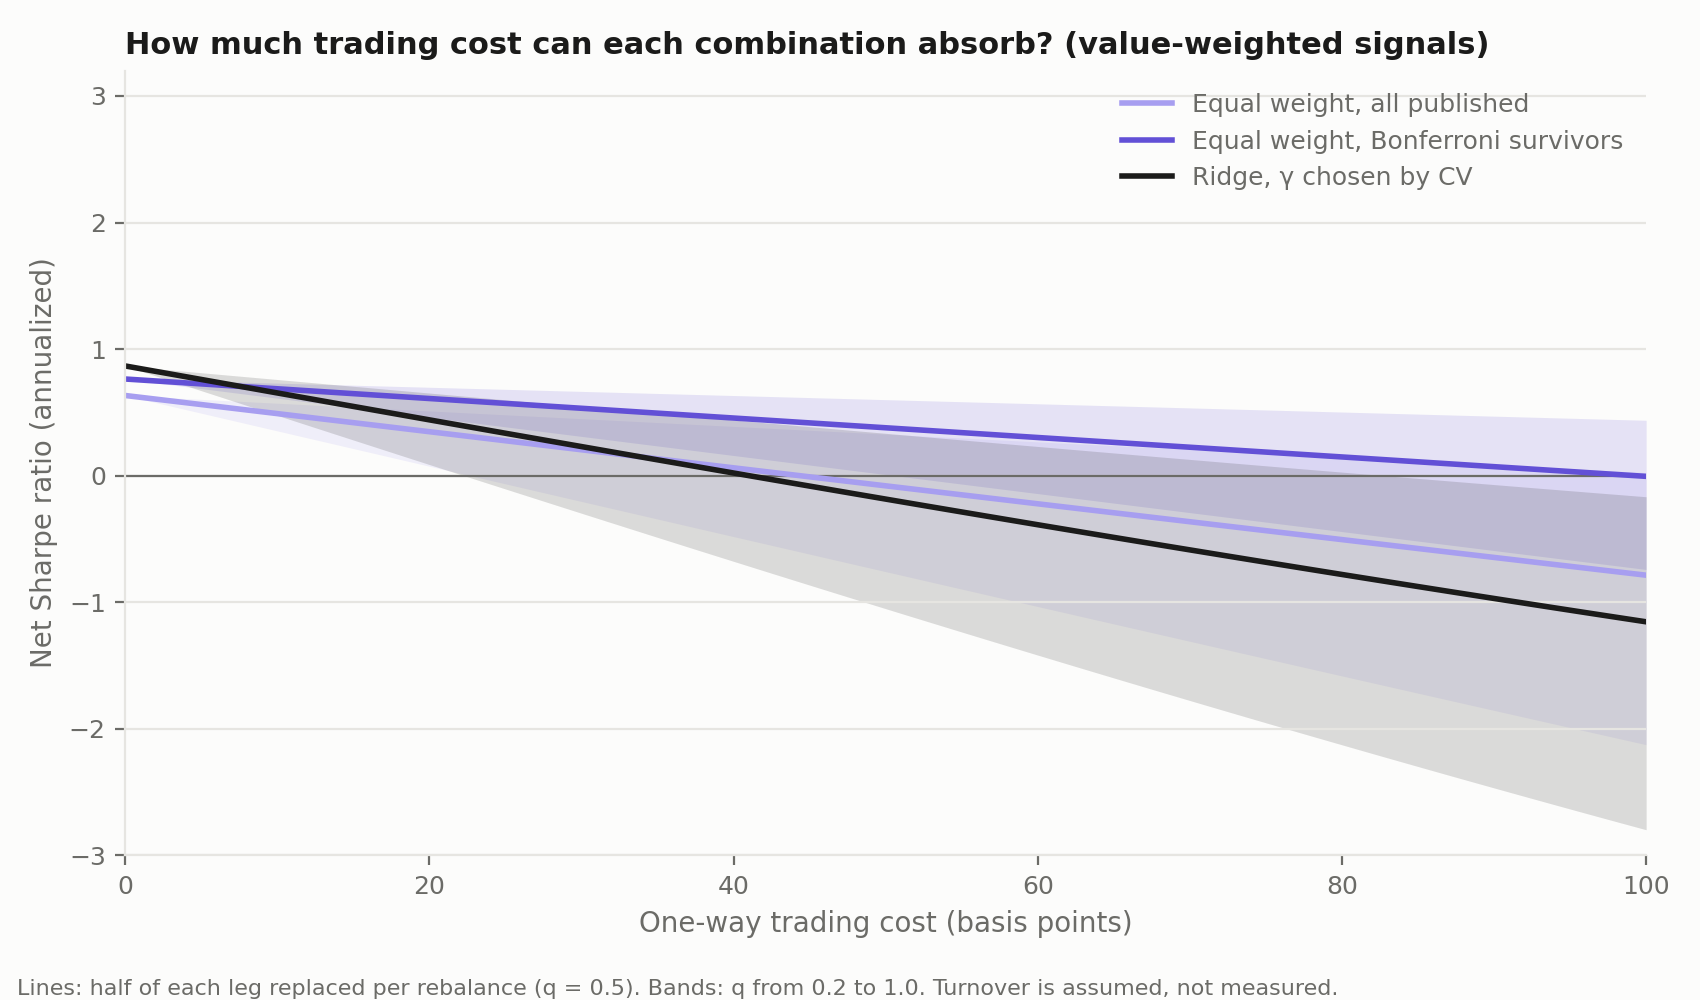 How much trading cost can each combination absorb? (value-weighted signals)
Equal weight, all published
Equal weight, Bonferroni survivors
Ridge, γ chosen by CV
Net Sharpe ratio (annualized)
3
2
1
0
−1
−2
−3
0 20 40 60 80 100
One-way trading cost (basis points)
Lines: half of each leg replaced per rebalance (q = 0.5). Bands: q from 0.2 to 1.0. Turnover is assumed, not measured.